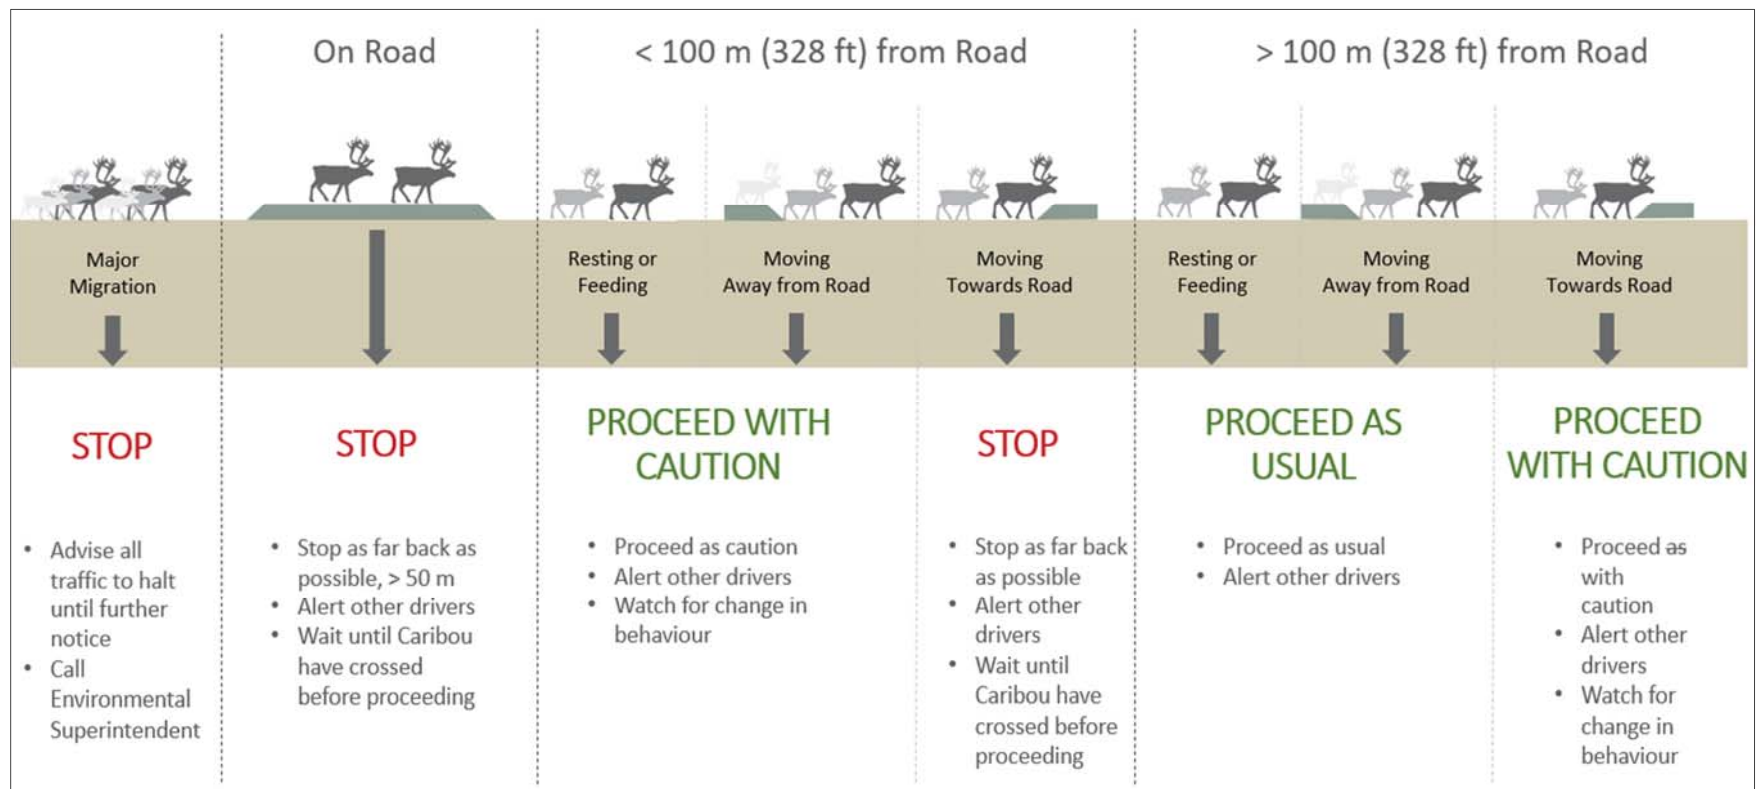 On Road
< 100 m (328 ft) from Road
> 100 m (328 ft) from Road
Major
Migration
Resting or
Feeding
Moving
Away from Road
Moving
Towards Road
Resting or
Feeding
Moving
Away from Road
Moving
Towards Road
STOP
• Advise all
traffic to halt
until further
notice
• Call
Environmental
Superintendent
STOP
• Stop as far back as
possible, > 50 m
• Alert other drivers
• Wait until Caribou
have crossed
before proceeding
PROCEED WITH
CAUTION
• Proceed as caution
• Alert other drivers
• Watch for change in
behaviour
STOP
• Stop as far back
as possible
• Alert other
drivers
• Wait until
Caribou have
crossed before
proceeding
PROCEED AS
USUAL
• Proceed as usual
• Alert other drivers
PROCEED
WITH CAUTION
• Proceed as
with
caution
• Alert other
drivers
• Watch for
change in
behaviour